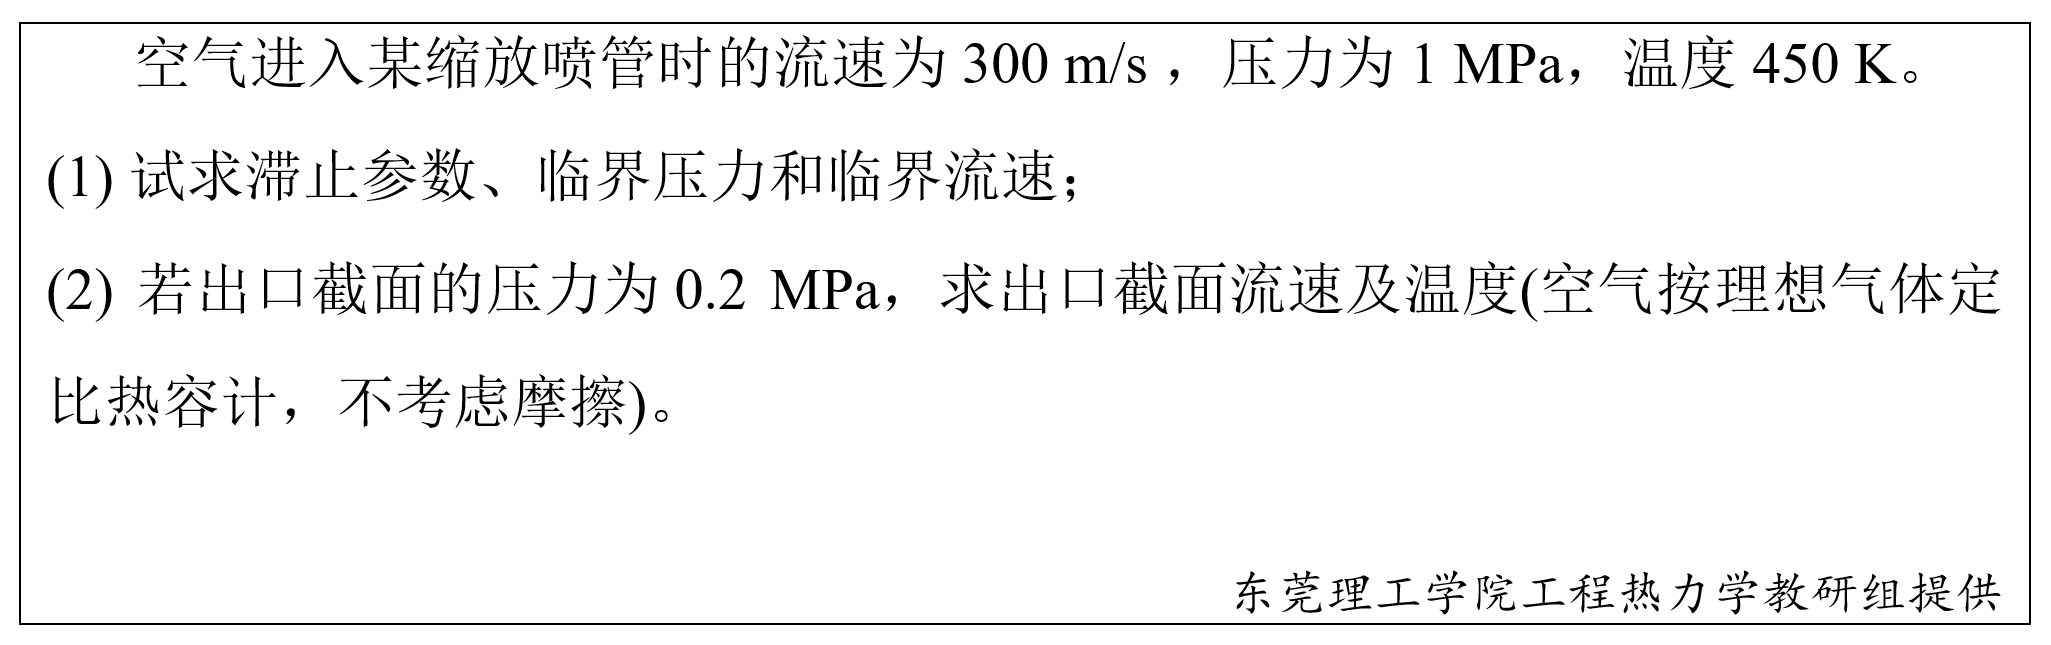 空气进入某缩放喷管时的流速为 300 m/s ，压力为 1 MPa，温度 450 K。
(1) 试求滞止参数、临界压力和临界流速；
(2) 若出口截面的压力为 0.2 MPa，求出口截面流速及温度(空气按理想气体定
比热容计，不考虑摩擦)。
东莞理工学院工程热力学教研组提供